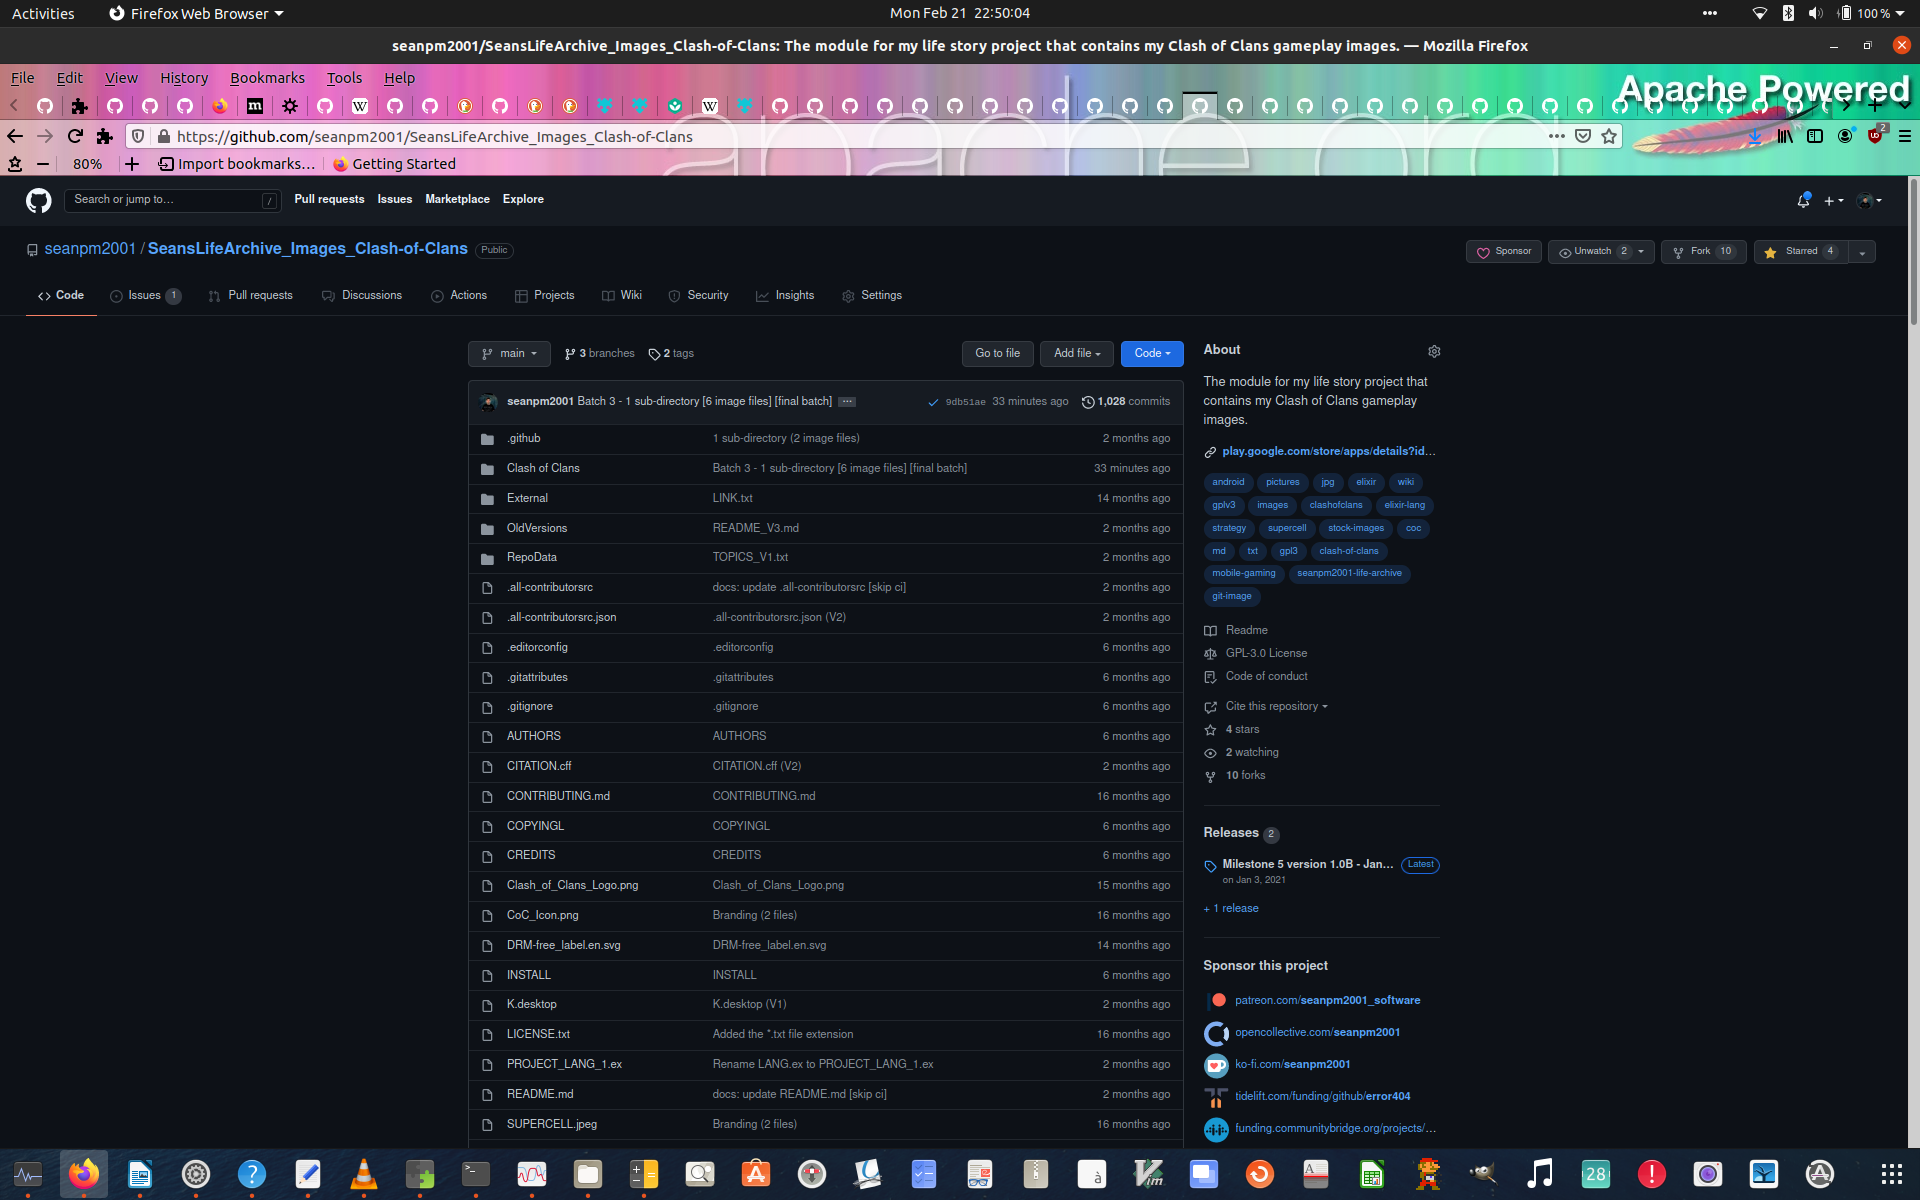 Activities Firefox Web Browser Mon Feb 21 22:50:04 100 %
seanpm2001/SeansLifeArchive_Images_Clash-of-Clans: The module for my life story project that contains my Clash of Clans gameplay images. — Mozilla Firefox
File Edit View History Bookmarks Tools Help
Apache Powered
https://github.com/seanpm2001/SeansLifeArchive_Images_Clash-of-Clans 2
80% Import bookmarks… Getting Started
apache org
Search or jump to… / Pull requests Issues Marketplace Explore
seanpm2001 / SeansLifeArchive_Images_Clash-of-Clans Public
Sponsor Unwatch 2 Fork 10 Starred 4
Code Issues 1 Pull requests Discussions Actions Projects Wiki Security Insights Settings
main 3 branches 2 tags Go to file Add file Code
seanpm2001 Batch 3 - 1 sub-directory [6 image files] [final batch] ··· 9db51ae 33 minutes ago 1,028 commits
.github 1 sub-directory (2 image files) 2 months ago
Clash of Clans Batch 3 - 1 sub-directory [6 image files] [final batch] 33 minutes ago
External LINK.txt 14 months ago
OldVersions README_V3.md 2 months ago
RepoData TOPICS_V1.txt 2 months ago
.all-contributorsrc docs: update .all-contributorsrc [skip ci] 2 months ago
.all-contributorsrc.json .all-contributorsrc.json (V2) 2 months ago
.editorconfig .editorconfig 6 months ago
.gitattributes .gitattributes 6 months ago
.gitignore .gitignore 6 months ago
AUTHORS AUTHORS 6 months ago
CITATION.cff CITATION.cff (V2) 2 months ago
CONTRIBUTING.md CONTRIBUTING.md 16 months ago
COPYINGL COPYINGL 6 months ago
CREDITS CREDITS 6 months ago
Clash_of_Clans_Logo.png Clash_of_Clans_Logo.png 15 months ago
CoC_Icon.png Branding (2 files) 16 months ago
DRM-free_label.en.svg DRM-free_label.en.svg 14 months ago
INSTALL INSTALL 6 months ago
K.desktop K.desktop (V1) 2 months ago
LICENSE.txt Added the *.txt file extension 16 months ago
PROJECT_LANG_1.ex Rename LANG.ex to PROJECT_LANG_1.ex 2 months ago
README.md docs: update README.md [skip ci] 2 months ago
SUPERCELL.jpeg Branding (2 files) 16 months ago
About
The module for my life story project that
contains my Clash of Clans gameplay
images.
play.google.com/store/apps/details?id…
android pictures jpg elixir wiki
gplv3 images clashofclans elixir-lang
strategy supercell stock-images coc
md txt gpl3 clash-of-clans
mobile-gaming seanpm2001-life-archive
git-image
Readme
GPL-3.0 License
Code of conduct
Cite this repository
4 stars
2 watching
10 forks
Releases 2
Milestone 5 version 1.0B - Jan… Latest
on Jan 3, 2021
+ 1 release
Sponsor this project
patreon.com/seanpm2001_software
opencollective.com/seanpm2001
ko-fi.com/seanpm2001
tidelift.com/funding/github/error404
funding.communitybridge.org/projects/…
28